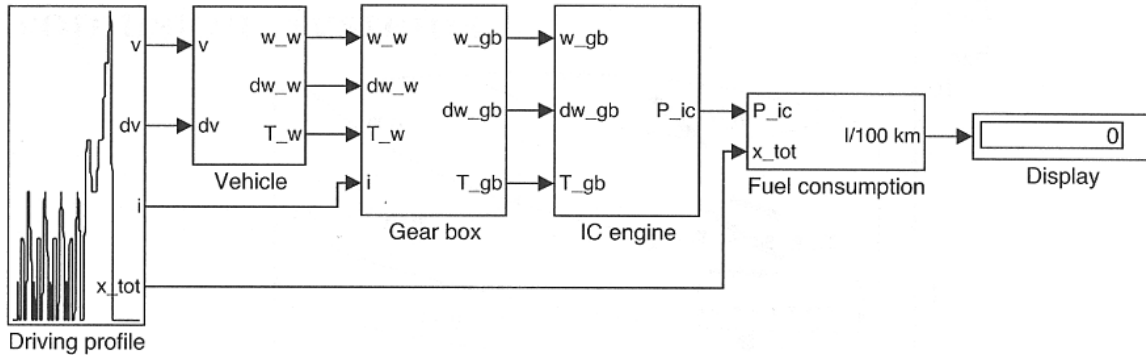 v
dv
i
x_tot
Driving profile
v
dv
w_w
dw_w
T_w
Vehicle
w_w
dw_w
T_w
i
w_gb
dw_gb
T_gb
Gear box
w_gb
dw_gb
T_gb
P_ic
IC engine
P_ic
x_tot
l/100 km
Fuel consumption
0
Display